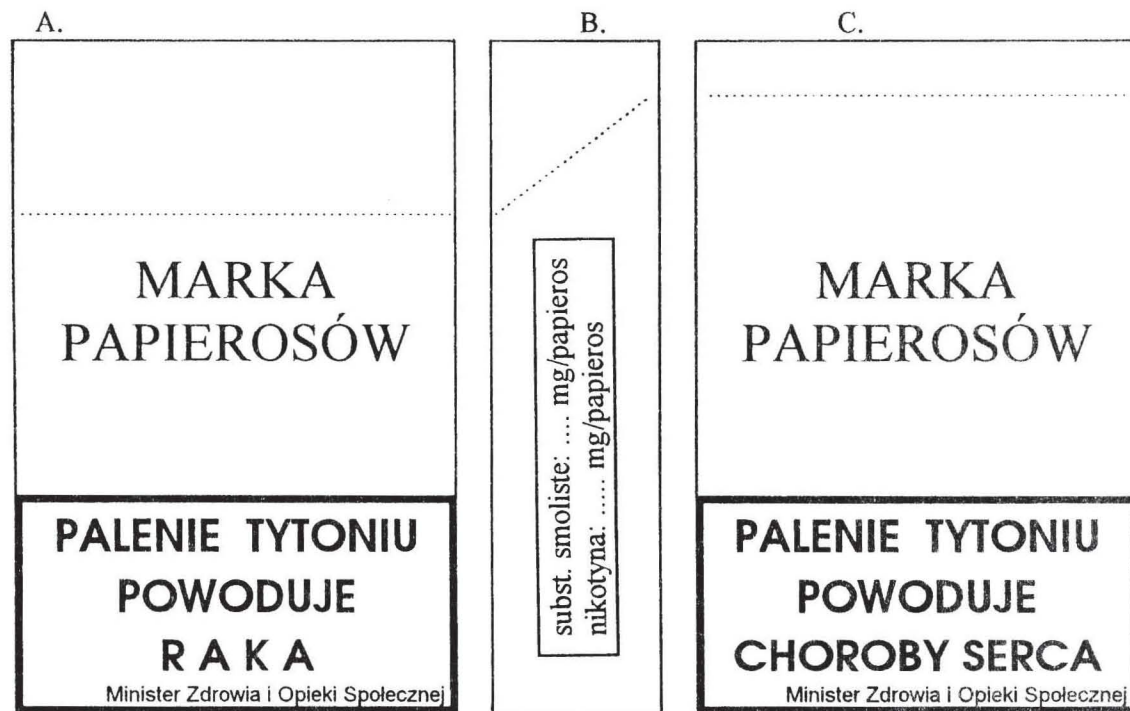 A.
MARKA
PAPIEROSÓW
PALENIE TYTONIU
POWODUJE
R A K A
Minister Zdrowia i Opieki Społecznej
B.
subst. smoliste: .... mg/papieros
nikotyna: ...... mg/papieros
C.
MARKA
PAPIEROSÓW
PALENIE TYTONIU
POWODUJE
CHOROBY SERCA
Minister Zdrowia i Opieki Społecznej